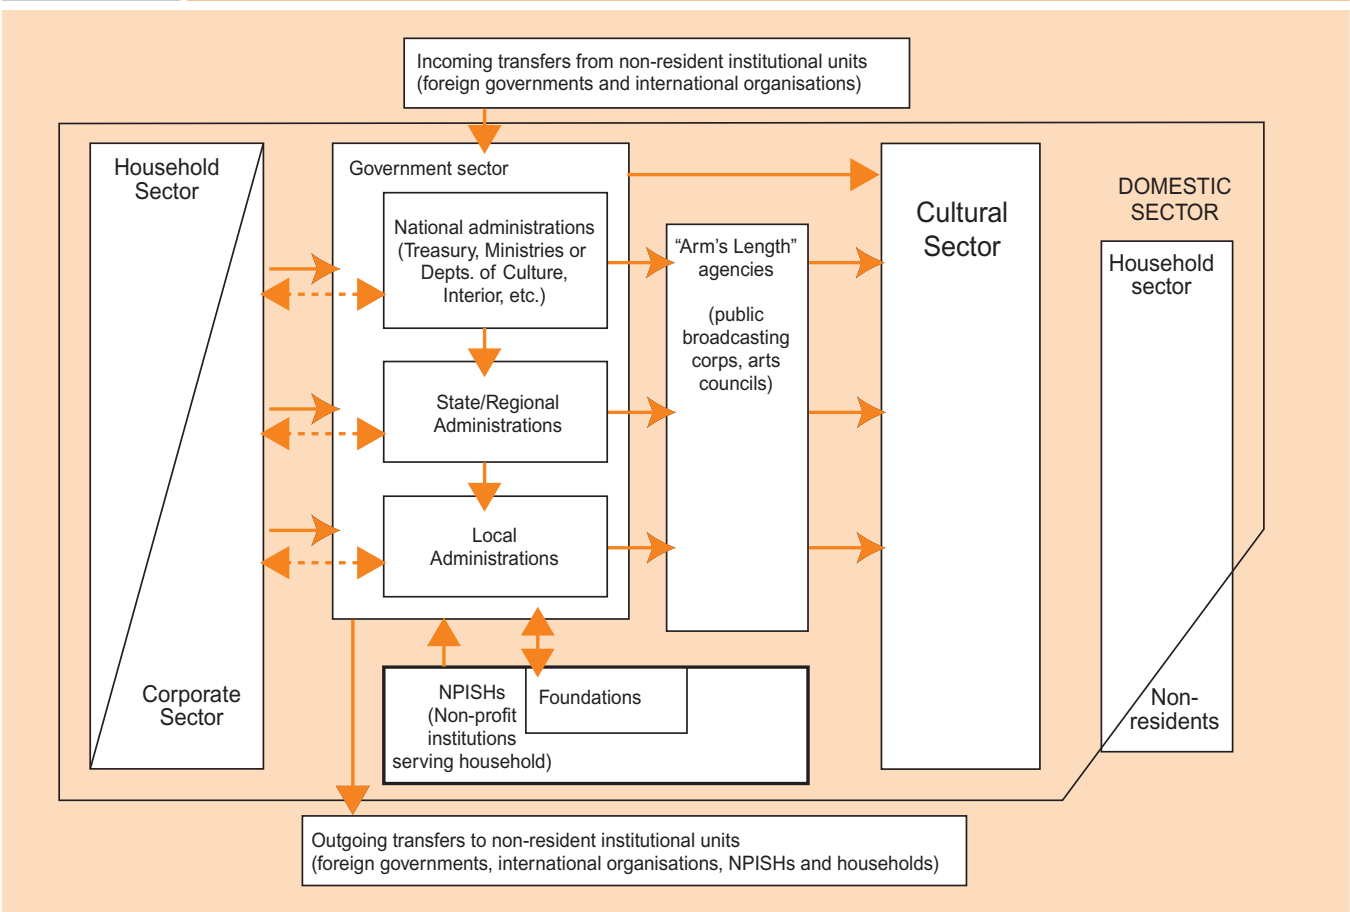 Incoming transfers from non-resident institutional units
(foreign governments and international organisations)
Household
Sector
Corporate
Sector
Government sector
National administrations
(Treasury, Ministries or
Depts. of Culture,
Interior, etc.)
State/Regional
Administrations
Local
Administrations
“Arm’s Length”
agencies
(public
broadcasting
corps, arts
councils)
Cultural
Sector
DOMESTIC
SECTOR
Household
sector
Non-
residents
NPISHs
(Non-profit
institutions
serving household)
Foundations
Outgoing transfers to non-resident institutional units
(foreign governments, international organisations, NPISHs and households)